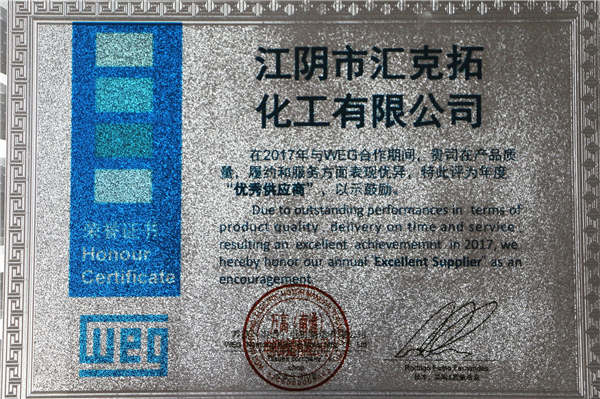 江阴市汇克拓
化工有限公司
在2017年与WEG合作期间，贵司在产品质
量、履约和服务方面表现优异，特此评为年度
“优秀供应商”，以示鼓励。
Due to outstanding performances in terms of
product quality, delivery on time and service
resulting an excellent achievememnt in 2017, we
hereby honor our annual "Excellent Supplier" as an
encouragement.
荣誉证书
Honour
Certificate
weg